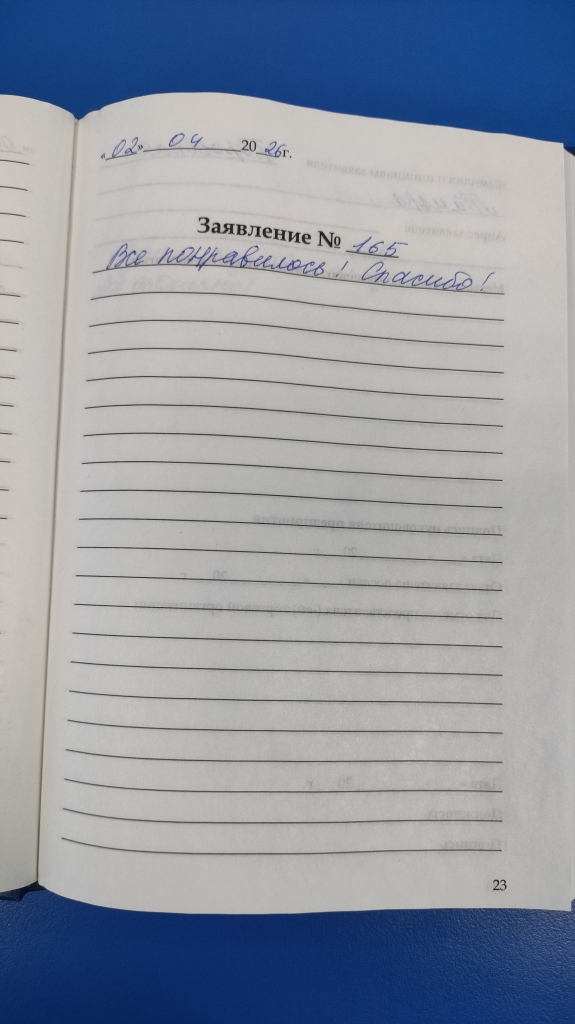 «02» 04 2026г.
Заявление № 165
Все понравилось! Спасибо!
23